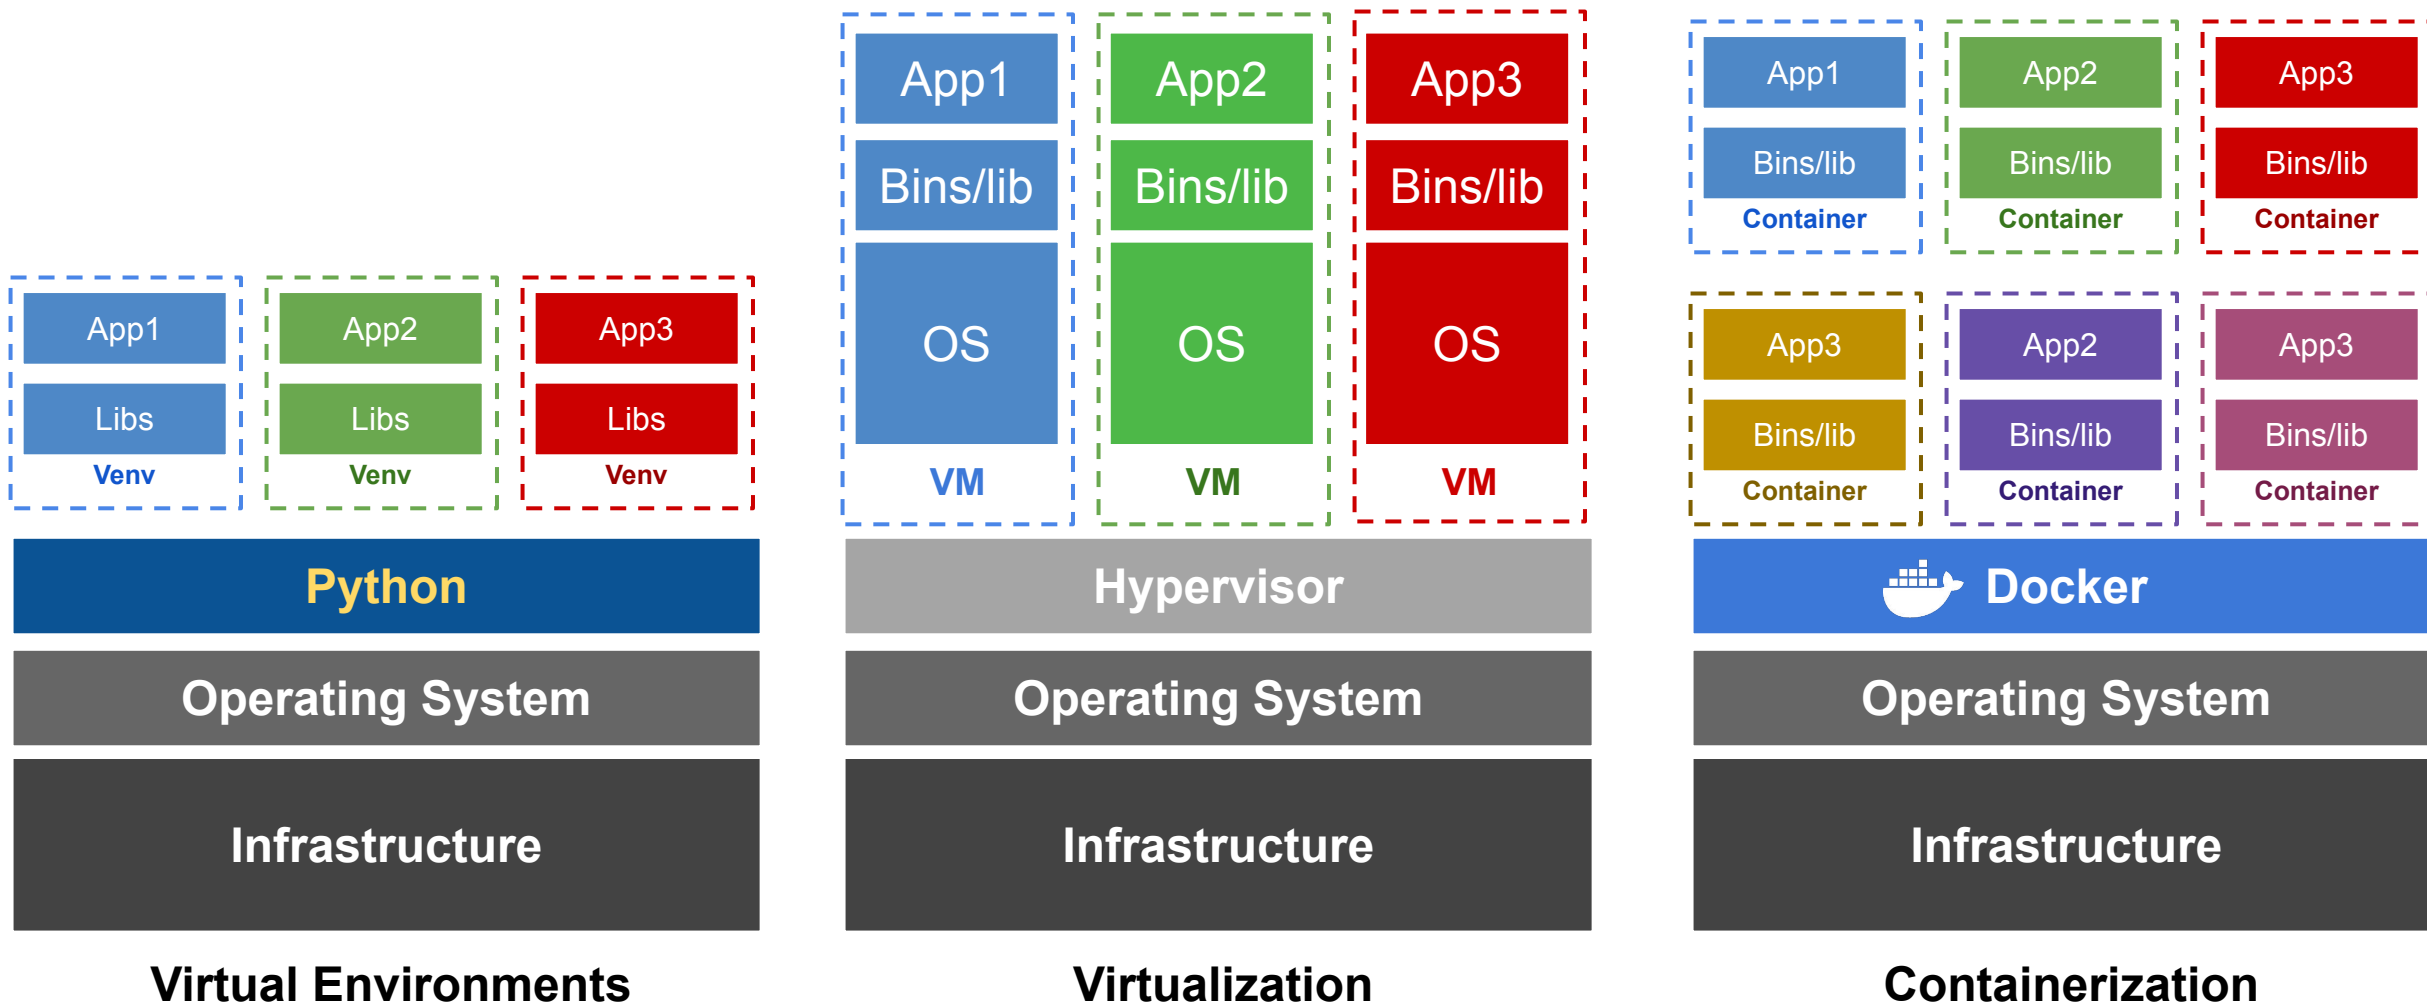 App1
App2
App3
Libs
Libs
Libs
Venv
Venv
Venv
Python
Operating System
Infrastructure
Virtual Environments
App1
App2
App3
Bins/lib
Bins/lib
Bins/lib
OS
OS
OS
VM
VM
VM
Hypervisor
Operating System
Infrastructure
Virtualization
App1
App2
App3
Bins/lib
Bins/lib
Bins/lib
Container
Container
Container
App3
App2
App3
Bins/lib
Bins/lib
Bins/lib
Container
Container
Container
Docker
Operating System
Infrastructure
Containerization